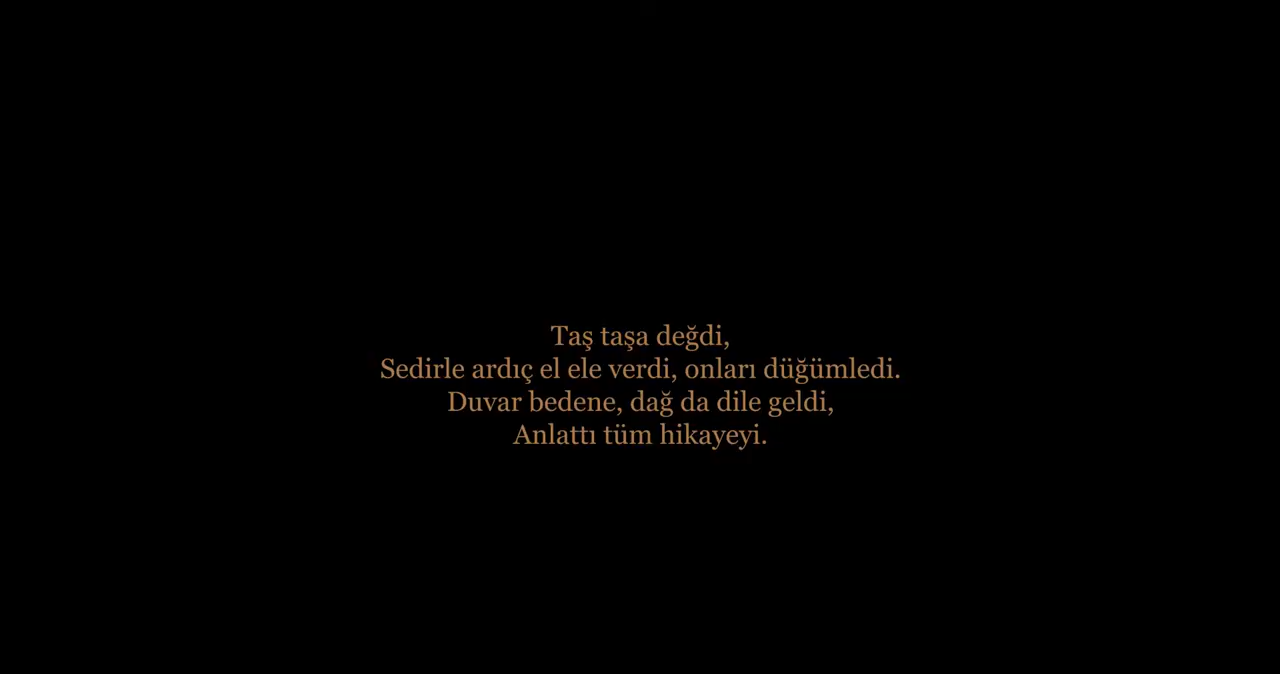 Taş taşa değdi,
Sedirle ardıç el ele verdi, onları düğümledi.
Duvar bedene, dağ da dile geldi,
Anlattı tüm hikayeyi.